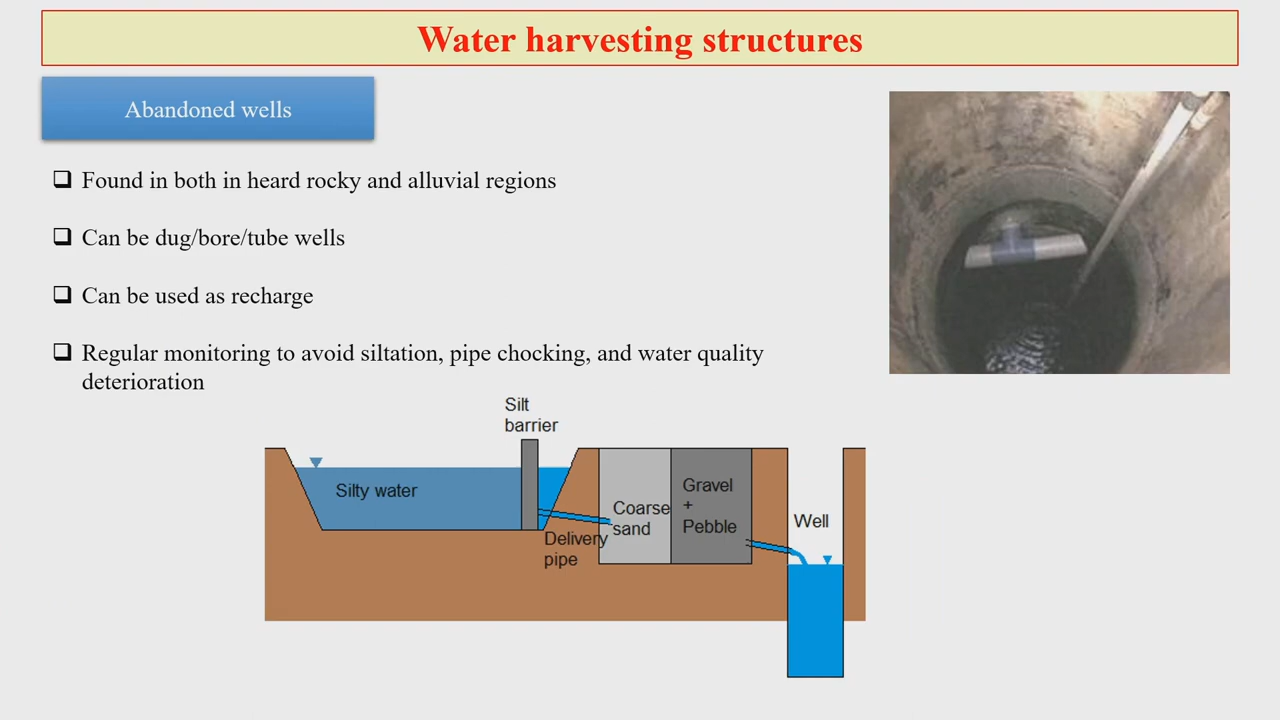 Water harvesting structures
Abandoned wells
❑ Found in both in heard rocky and alluvial regions
❑ Can be dug/bore/tube wells
❑ Can be used as recharge
❑ Regular monitoring to avoid siltation, pipe chocking, and water quality
deterioration
Silt
barrier
Silty water
Delivery
pipe
Coarse
sand
Gravel
+
Pebble
Well